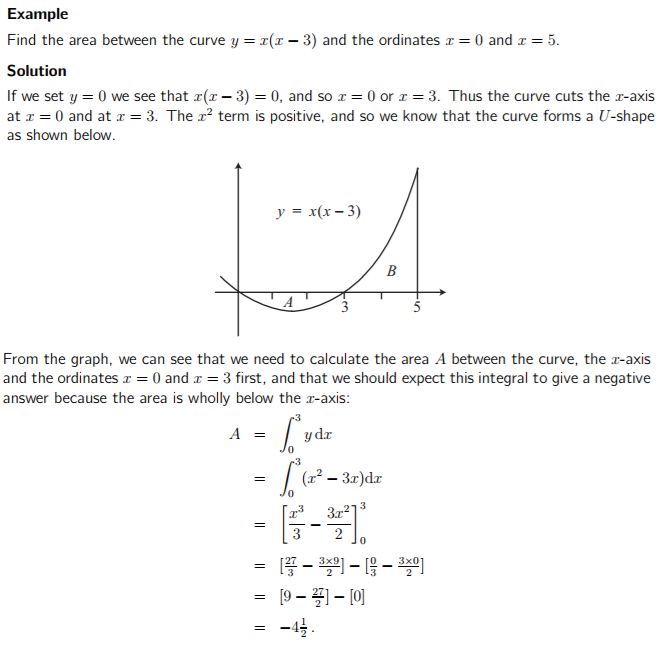 Example
Find the area between the curve y = x(x − 3) and the ordinates x = 0 and x = 5.
Solution
If we set y = 0 we see that x(x − 3) = 0, and so x = 0 or x = 3. Thus the curve cuts the x-axis
at x = 0 and at x = 3. The x² term is positive, and so we know that the curve forms a U-shape
as shown below.
y = x(x − 3)
B
A
3
5
From the graph, we can see that we need to calculate the area A between the curve, the x-axis
and the ordinates x = 0 and x = 3 first, and that we should expect this integral to give a negative
answer because the area is wholly below the x-axis:
A = ∫₀³ y dx
= ∫₀³ (x² − 3x)dx
= [x³/3 − 3x²/2]₀³
= [27/3 − 3×9/2] − [0/3 − 3×0/2]
= [9 − 27/2] − [0]
= −4½ .